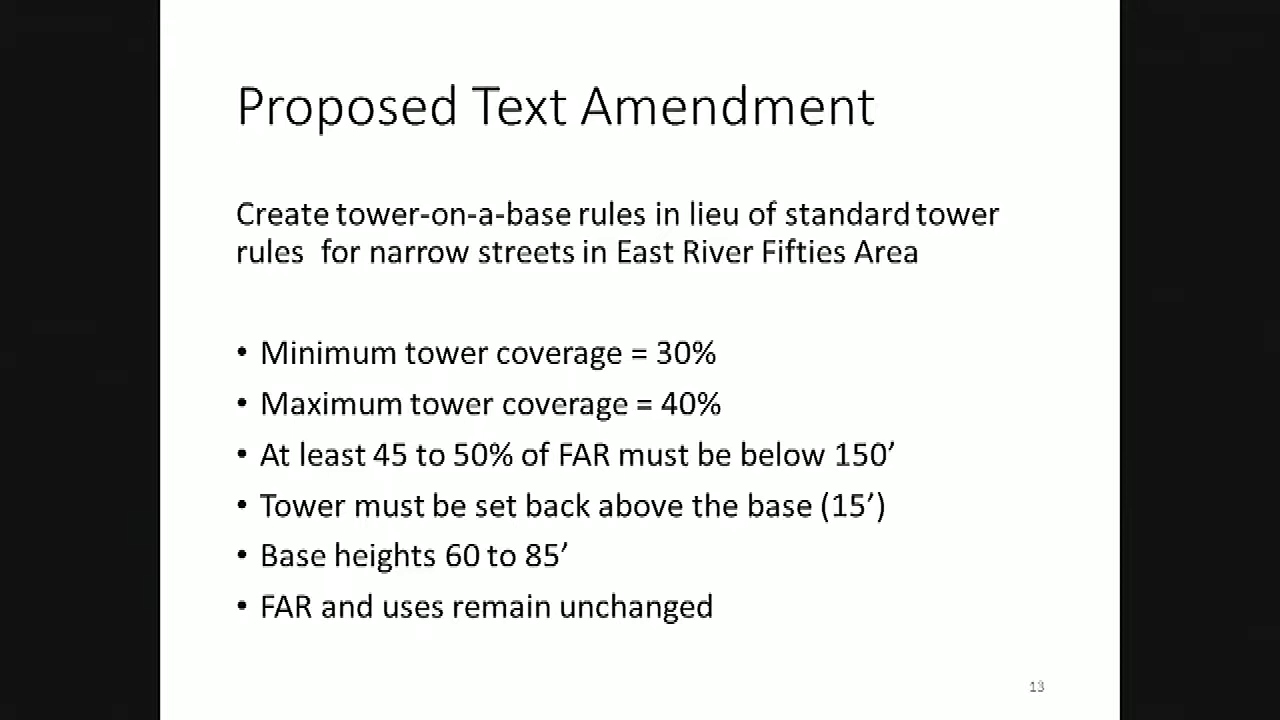 Proposed Text Amendment
Create tower-on-a-base rules in lieu of standard tower
rules for narrow streets in East River Fifties Area
• Minimum tower coverage = 30%
• Maximum tower coverage = 40%
• At least 45 to 50% of FAR must be below 150’
• Tower must be set back above the base (15’)
• Base heights 60 to 85’
• FAR and uses remain unchanged
13